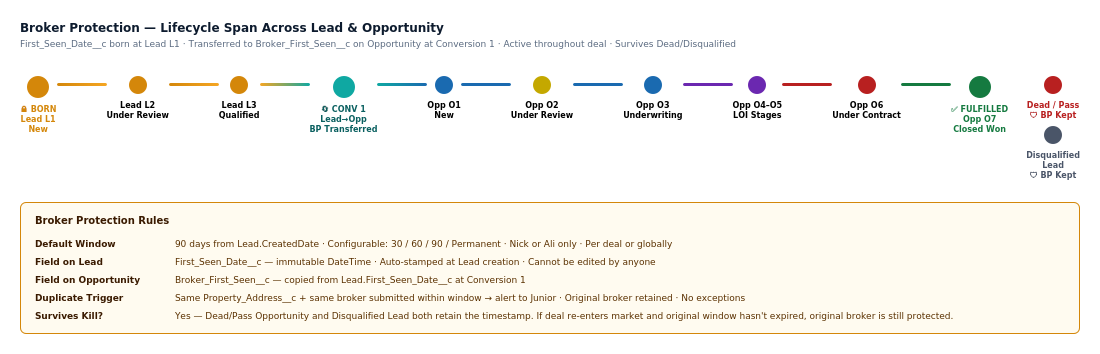 Broker Protection — Lifecycle Span Across Lead & Opportunity
First_Seen_Date__c born at Lead L1 · Transferred to Broker_First_Seen__c on Opportunity at Conversion 1 · Active throughout deal · Survives Dead/Disqualified
🔒 BORN
Lead L1
New
Lead L2
Under Review
Lead L3
Qualified
🔄 CONV 1
Lead→Opp
BP Transferred
Opp O1
New
Opp O2
Under Review
Opp O3
Underwriting
Opp O4-O5
LOI Stages
Opp O6
Under Contract
✅ FULFILLED
Opp O7
Closed Won
Dead / Pass
🛡 BP Kept
Disqualified
Lead
🛡 BP Kept
Broker Protection Rules
Default Window 90 days from Lead.CreatedDate · Configurable: 30 / 60 / 90 / Permanent · Nick or Ali only · Per deal or globally
Field on Lead First_Seen_Date__c — immutable DateTime · Auto-stamped at Lead creation · Cannot be edited by anyone
Field on Opportunity Broker_First_Seen__c — copied from Lead.First_Seen_Date__c at Conversion 1
Duplicate Trigger Same Property_Address__c + same broker submitted within window → alert to Junior · Original broker retained · No exceptions
Survives Kill? Yes — Dead/Pass Opportunity and Disqualified Lead both retain the timestamp. If deal re-enters market and original window hasn't expired, original broker is still protected.